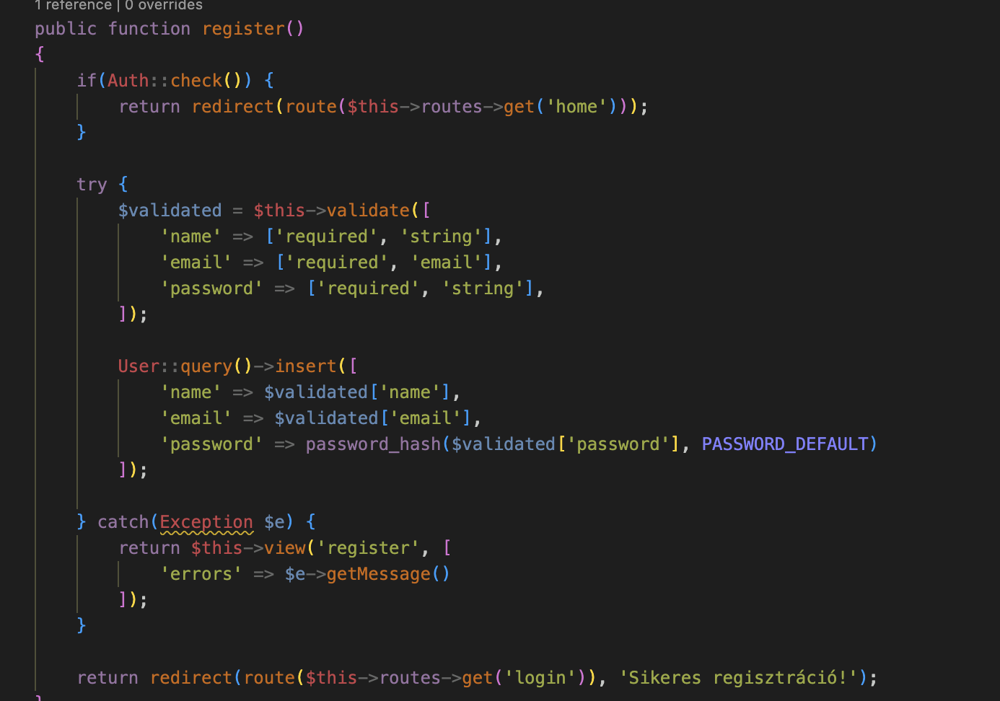 1 reference | 0 overrides
public function register()
{
if(Auth::check()) {
return redirect(route($this->routes->get('home')));
}
try {
$validated = $this->validate([
'name' => ['required', 'string'],
'email' => ['required', 'email'],
'password' => ['required', 'string'],
]);
User::query()->insert([
'name' => $validated['name'],
'email' => $validated['email'],
'password' => password_hash($validated['password'], PASSWORD_DEFAULT)
]);
} catch(Exception $e) {
return $this->view('register', [
'errors' => $e->getMessage()
]);
}
return redirect(route($this->routes->get('login')), 'Sikeres regisztráció!');
}